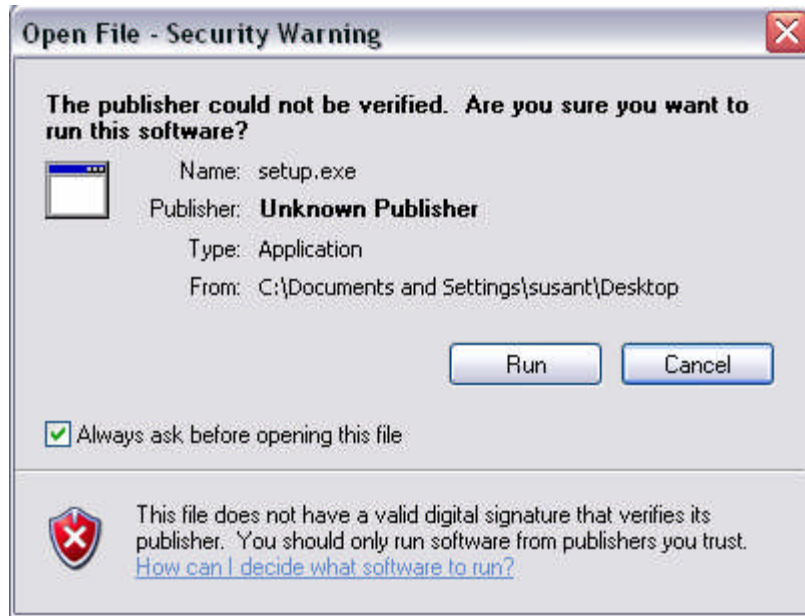 Open File - Security Warning
The publisher could not be verified.  Are you sure you want to
run this software?
Name: setup.exe
Publisher: Unknown Publisher
Type: Application
From: C:\Documents and Settings\susant\Desktop
Run Cancel
Always ask before opening this file
This file does not have a valid digital signature that verifies its
publisher.  You should only run software from publishers you trust.
How can I decide what software to run?